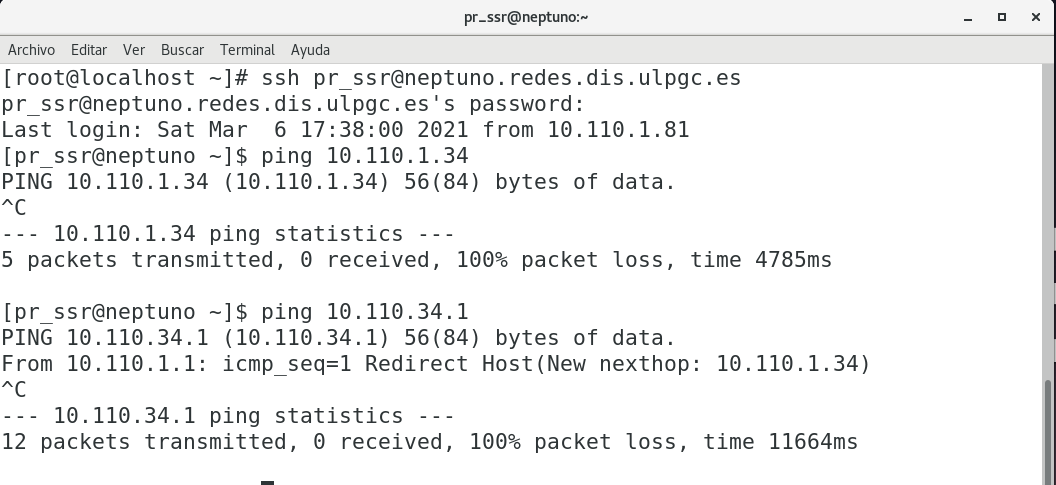 pr_ssr@neptuno:~
Archivo Editar Ver Buscar Terminal Ayuda
[root@localhost ~]# ssh pr_ssr@neptuno.redes.dis.ulpgc.es
pr_ssr@neptuno.redes.dis.ulpgc.es's password:
Last login: Sat Mar  6 17:38:00 2021 from 10.110.1.81
[pr_ssr@neptuno ~]$ ping 10.110.1.34
PING 10.110.1.34 (10.110.1.34) 56(84) bytes of data.
^C
--- 10.110.1.34 ping statistics ---
5 packets transmitted, 0 received, 100% packet loss, time 4785ms
[pr_ssr@neptuno ~]$ ping 10.110.34.1
PING 10.110.34.1 (10.110.34.1) 56(84) bytes of data.
From 10.110.1.1: icmp_seq=1 Redirect Host(New nexthop: 10.110.1.34)
^C
--- 10.110.34.1 ping statistics ---
12 packets transmitted, 0 received, 100% packet loss, time 11664ms